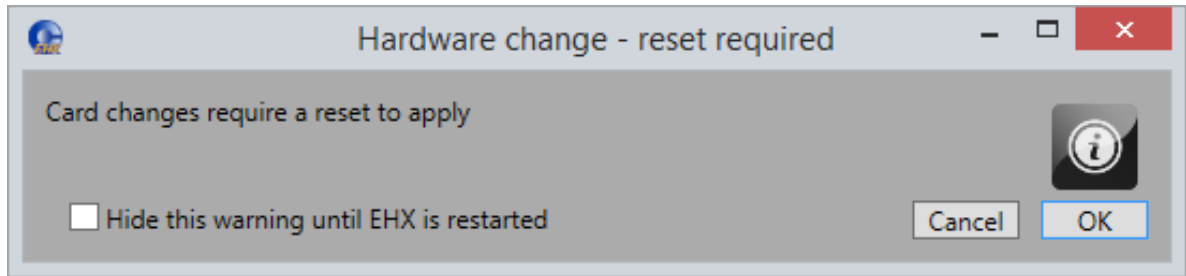 Hardware change - reset required
Card changes require a reset to apply
Hide this warning until EHX is restarted
Cancel
OK